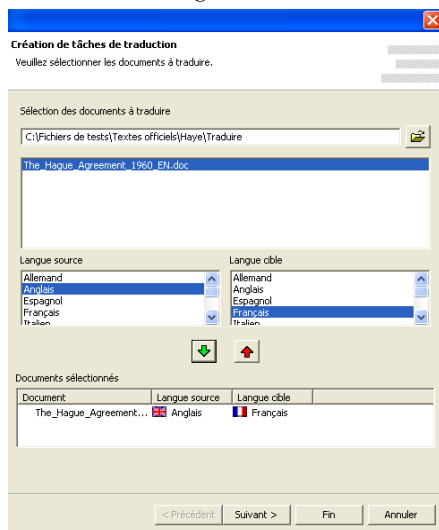 Création de tâches de traduction
Veuillez sélectionner les documents à traduire.
Sélection des documents à traduire
C:\Fichiers de tests\Textes officiels\Haye\Traduire
The_Hague_Agreement_1960_EN.doc
Langue source Langue cible
Allemand Allemand
Anglais Anglais
Espagnol Espagnol
Français Français
Italien Italien
Documents sélectionnés
Document Langue source Langue cible
The_Hague_Agreement... Anglais Français
< Précédent Suivant > Fin Annuler